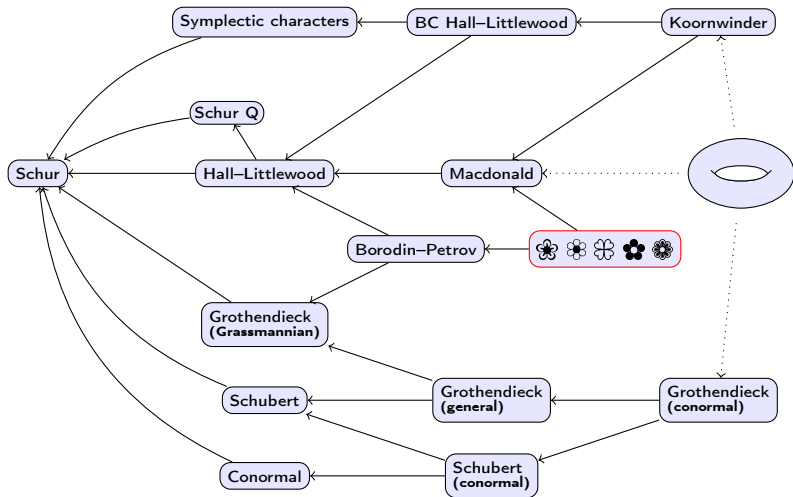 Symplectic characters
BC Hall–Littlewood
Koornwinder
Schur Q
Schur
Hall–Littlewood
Macdonald
Borodin–Petrov
Grothendieck
(Grassmannian)
Schubert
Grothendieck
(general)
Grothendieck
(conormal)
Conormal
Schubert
(conormal)